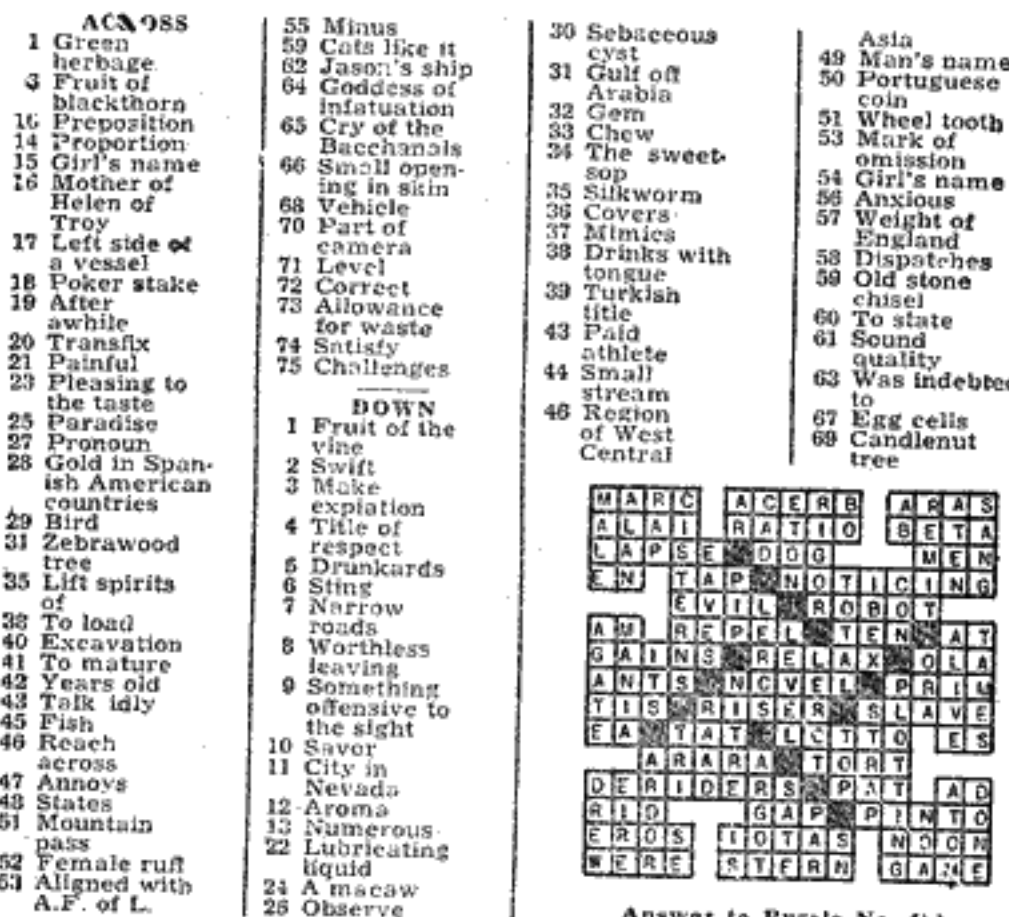 ACROSS
1 Green
herbage
Fruit of
blackthorn
Preposition
14 Proportion
15 Girl's name
16 Mother of
Helen of
Troy
17 Left side of
a vessel
18 Poker stake
19 After
awhile
20 Transfix
21 Painful
23 Pleasing to
the taste
25 Paradise
27 Pronoun
28 Gold in Span-
ish American
countries
29 Bird
31 Zebrawood
tree
35 Lift spirits
of
38 To load
40 Excavation
41 To mature
42 Years old
43 Talk idly
45 Fish
46 Reach
across
47 Annoys
48 States
51 Mountain
pass
52 Female ruff
53 Aligned with
A.F. of L.
55 Minus
59 Cats like it
62 Jason's ship
64 Goddess of
infatuation
65 Cry of the
Bacchanals
66 Small open-
ing in skin
68 Vehicle
70 Part of
camera
71 Level
72 Correct
73 Allowance
for waste
74 Satisfy
75 Challenges
DOWN
1 Fruit of the
vine
2 Swift
3 Make
expiation
4 Title of
respect
5 Drunkards
6 Sting
7 Narrow
roads
8 Worthless
leaving
9 Something
offensive to
the sight
10 Savor
11 City in
Nevada
12 Aroma
13 Numerous
22 Lubricating
liquid
24 A macaw
26 Observe
30 Sebaceous
cyst
31 Gulf off
Arabia
32 Gem
33 Chew
34 The sweet-
sop
35 Silkworm
36 Covers
37 Mimics
38 Drinks with
tongue
39 Turkish
title
43 Paid
athlete
44 Small
stream
46 Region
of West
Central
Asia
49 Man's name
50 Portuguese
coin
51 Wheel tooth
53 Mark of
omission
54 Girl's name
56 Anxious
57 Weight of
England
58 Dispatches
59 Old stone
chisel
60 To state
61 Sound
quality
63 Was indebted
to
67 Egg cells
69 Candlenut
tree
MARC ACERB ARAS
ALAI RATIO BETA
LAPSE DOG MEN
EN TAP NOTICING
EVIL ROBOT
AM REPEL TEN AT
GAINS RELAX OLA
ANTS NOVEL PRIL
TIS RISER SLAVE
EA TAT LOTTO ES
ARARA TORT
DERIDERS PAT AD
RIO GAP PINTO
EROS IOTAS NOON
WERE STERN GANE
Answer to